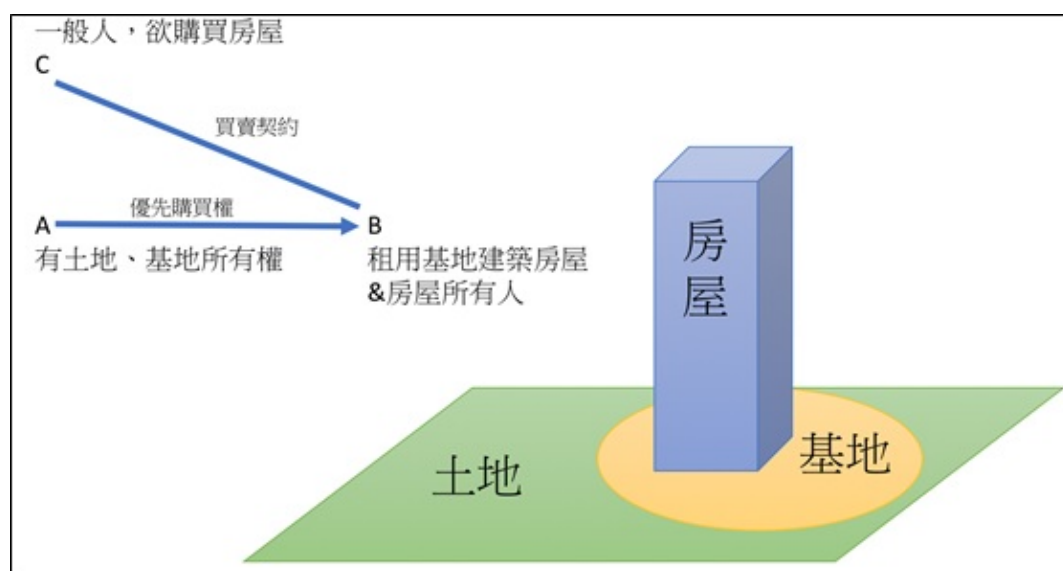 一般人，欲購買房屋
C
買賣契約
優先購買權
A
B
有土地、基地所有權
租用基地建築房屋
&房屋所有人
房
屋
土地
基地